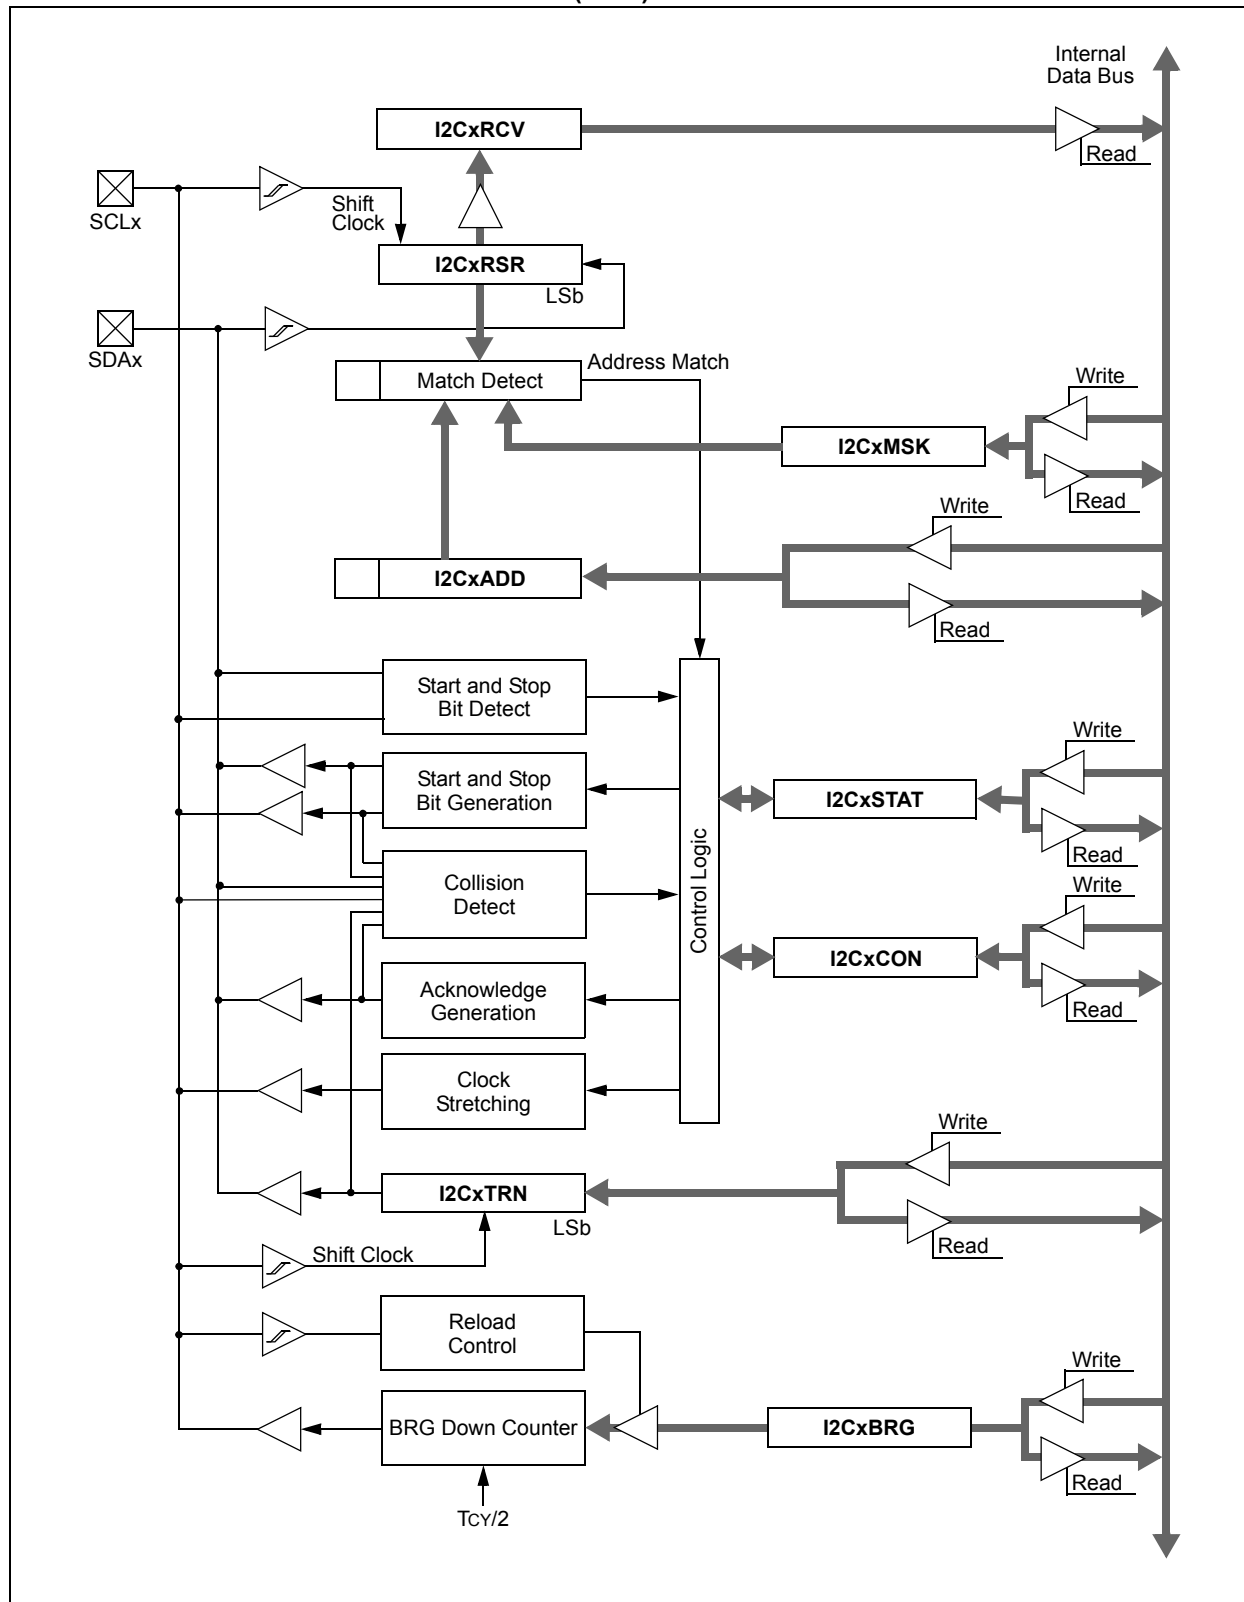 Internal
Data Bus
I2CxRCV
Read
SCLx
Shift
Clock
I2CxRSR
LSb
SDAx
Address Match
Match Detect
Write
I2CxMSK
Read
Write
I2CxADD
Read
Start and Stop
Bit Detect
Write
Start and Stop
Bit Generation
I2CxSTAT
Read
Control Logic
Collision
Detect
Write
I2CxCON
Acknowledge
Generation
Read
Clock
Stretching
Write
I2CxTRN
LSb
Read
Shift Clock
Reload
Control
Write
BRG Down Counter
I2CxBRG
Read
TCY/2